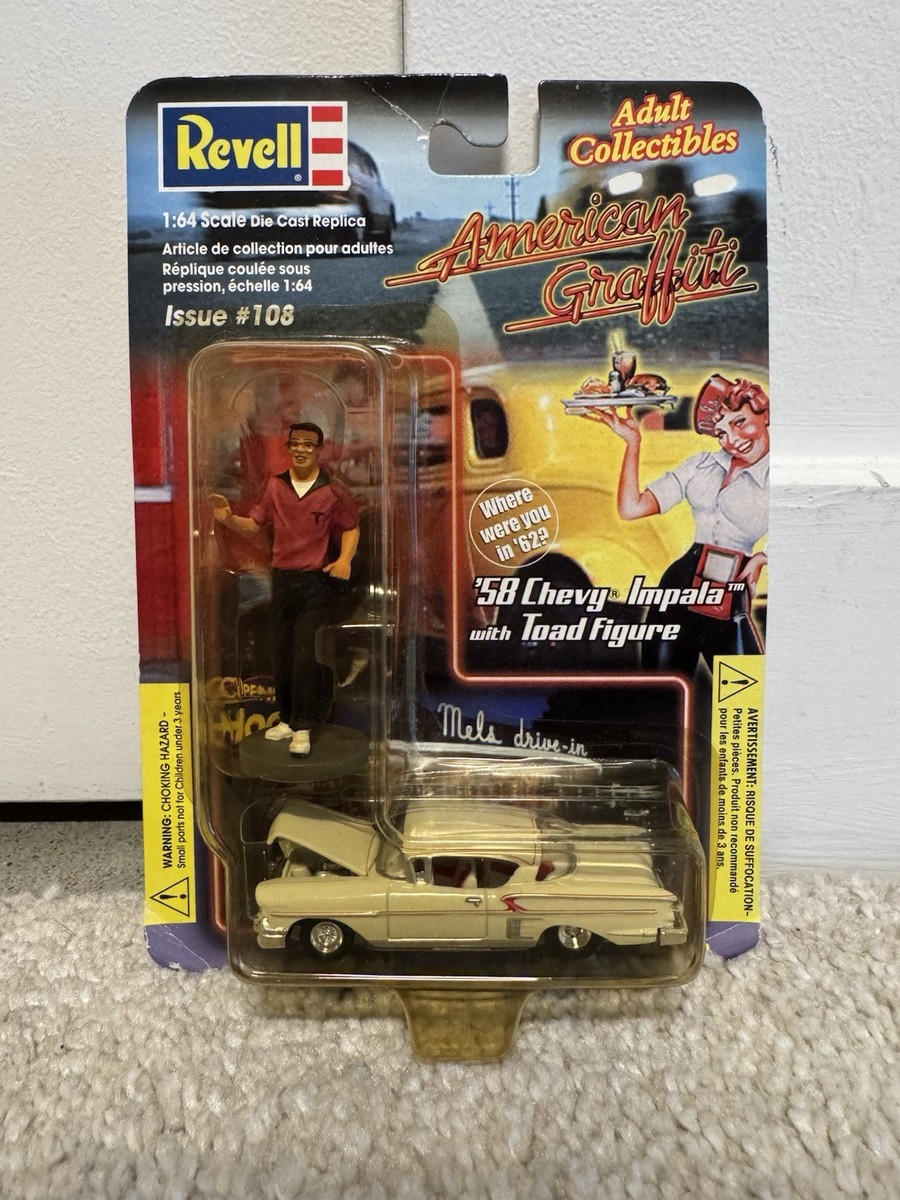 Revell
®
Adult
Collectibles
1:64 Scale Die Cast Replica
Article de collection pour adultes
Réplique coulée sous
pression, échelle 1:64
Issue #108
American
Graffiti
Mels
Where
were you
in '62?
'58 Chevy® Impala™
with Toad Figure
Mels drive-in
WARNING: CHOKING HAZARD -
Small parts not for Children under 3 years
AVERTISSEMENT: RISQUE DE SUFFOCATION-
Petites pièces. Produit non recommandé
pour les enfants de moins de 3 ans.